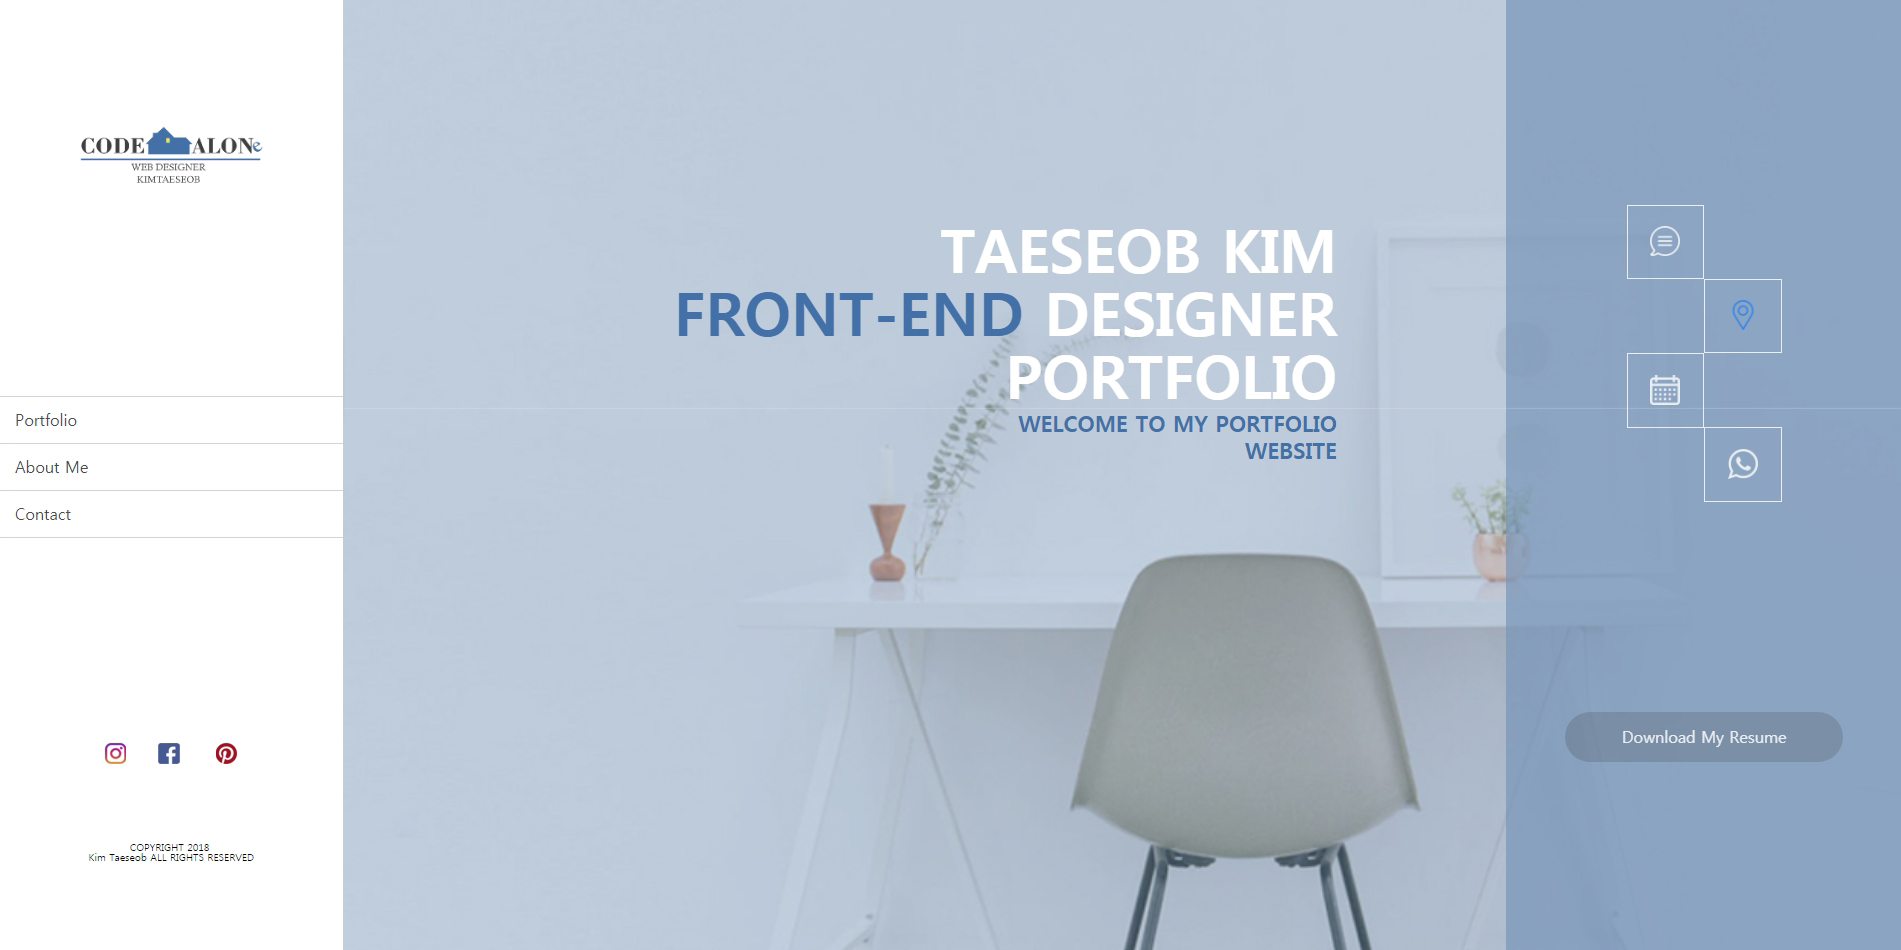 CODE ALONe
WEB DESIGNER
KIMTAESEOB
Portfolio
About Me
Contact
COPYRIGHT 2018
Kim Taeseob ALL RIGHTS RESERVED
TAESEOB KIM
FRONT-END DESIGNER
PORTFOLIO
WELCOME TO MY PORTFOLIO
WEBSITE
Download My Resume